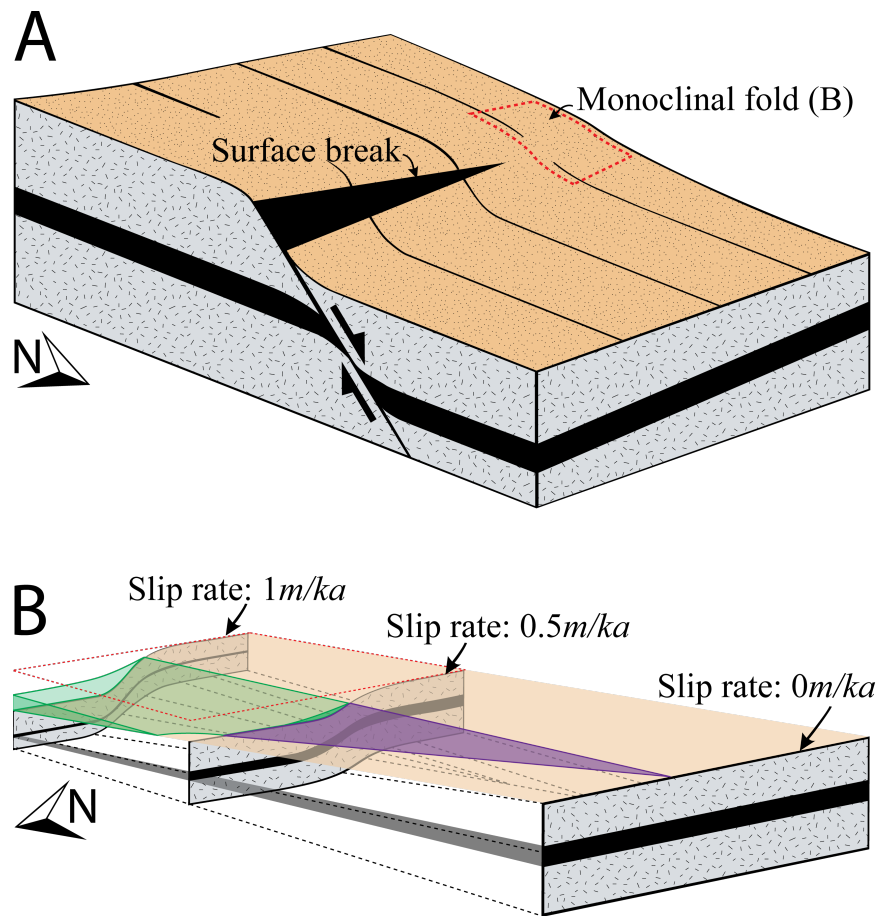 A
Monoclinal fold (B)
Surface break
N
B
Slip rate: 1m/ka
Slip rate: 0.5m/ka
Slip rate: 0m/ka
N